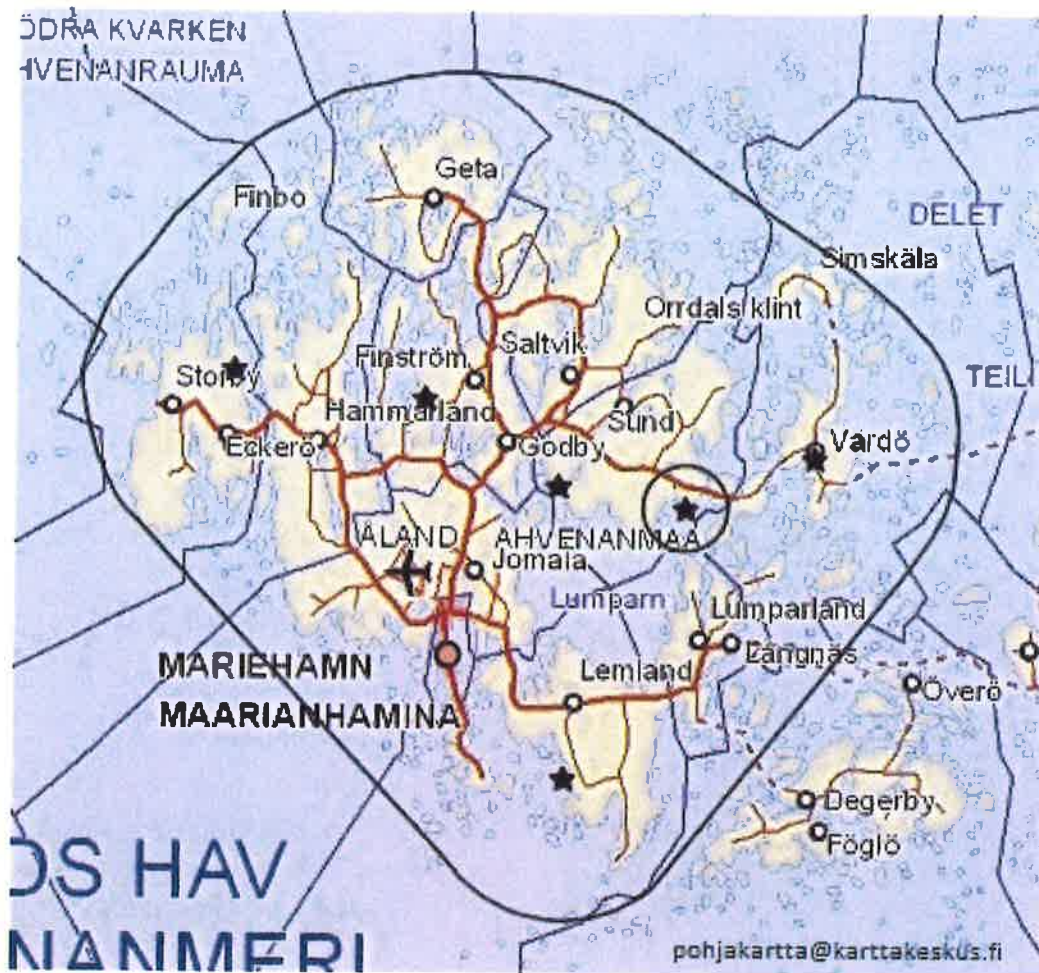 ÖDRA KVARKEN
HVENANRAUMA
Geta
Finbo
DELET
Simskäla
Orrdals klint
Saltvik
Finström
TEILI
Storby
Hammarland
Sund
Eckerö
Godby
Vårdö
ÅLAND
AHVENANMAA
Jomala
Lumparn
Lumparland
Långnäs
MARIEHAMN
Lemland
Överö
MAARIANHAMINA
Degerby
Föglö
DS HAV
NANMERI
pohjakartta@karttakeskus.fi